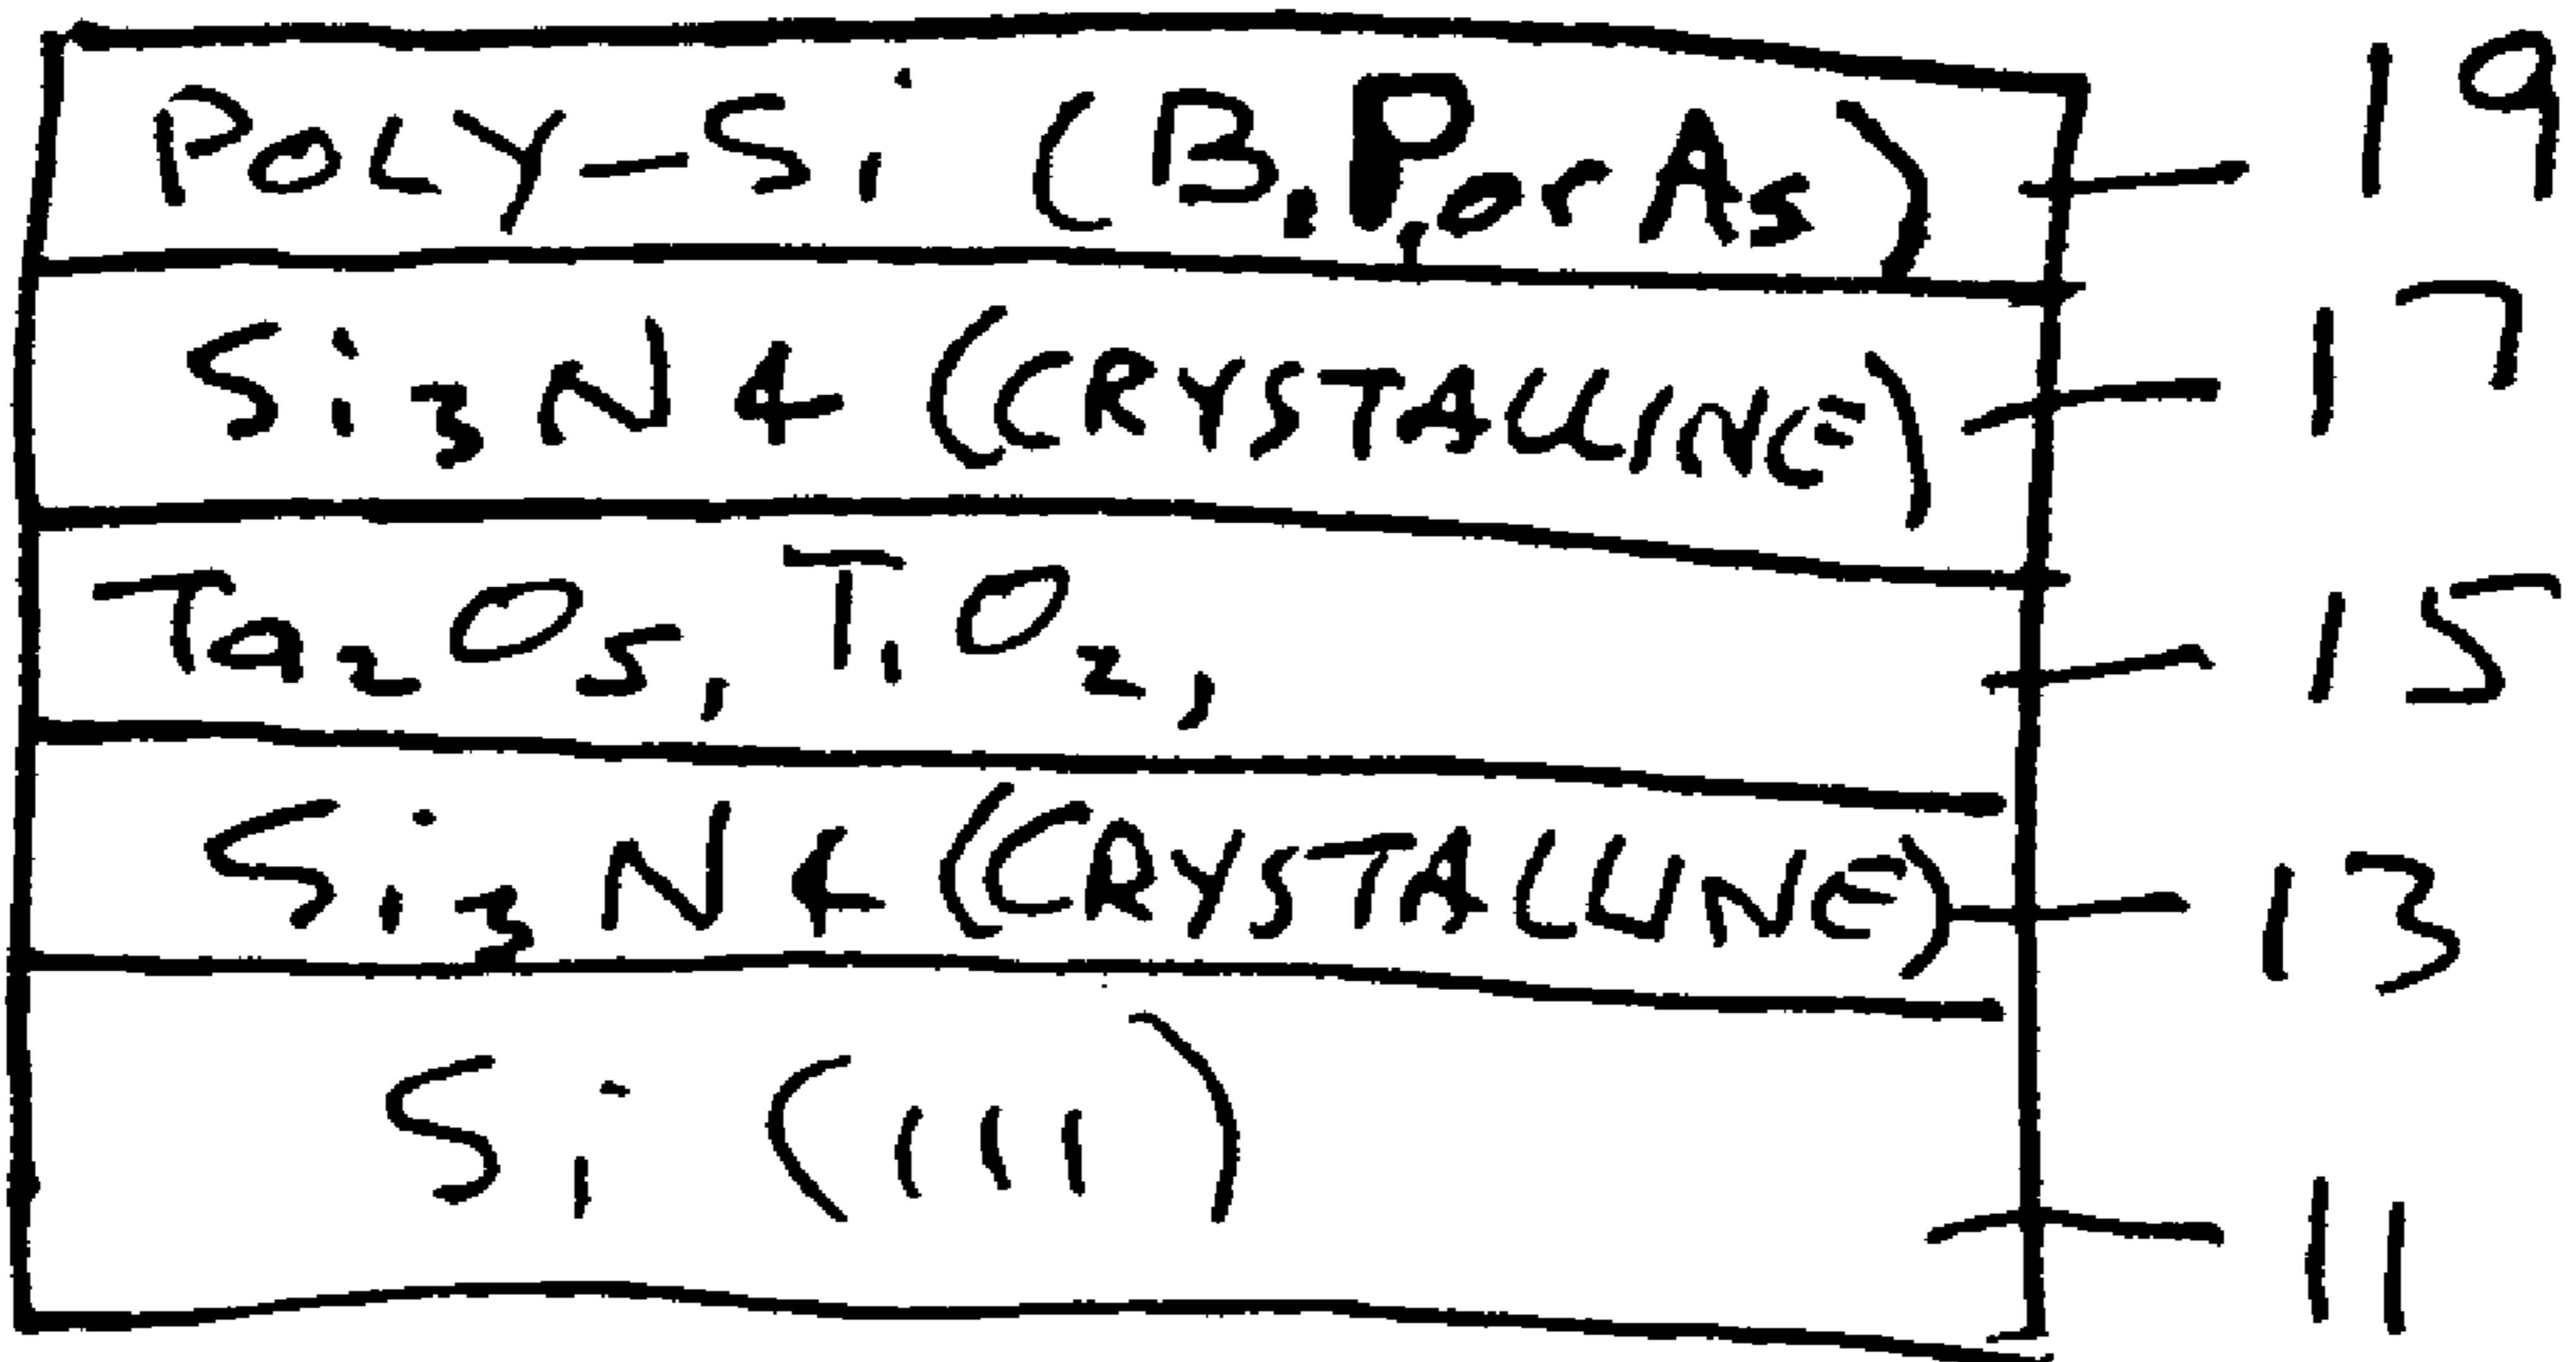 POLY-Si (B, P, or As) 19
Si3N4 (CRYSTALLINE) 17
Ta2O5, TiO2, 15
Si3N4 (CRYSTALLINE) 13
Si (111) 11